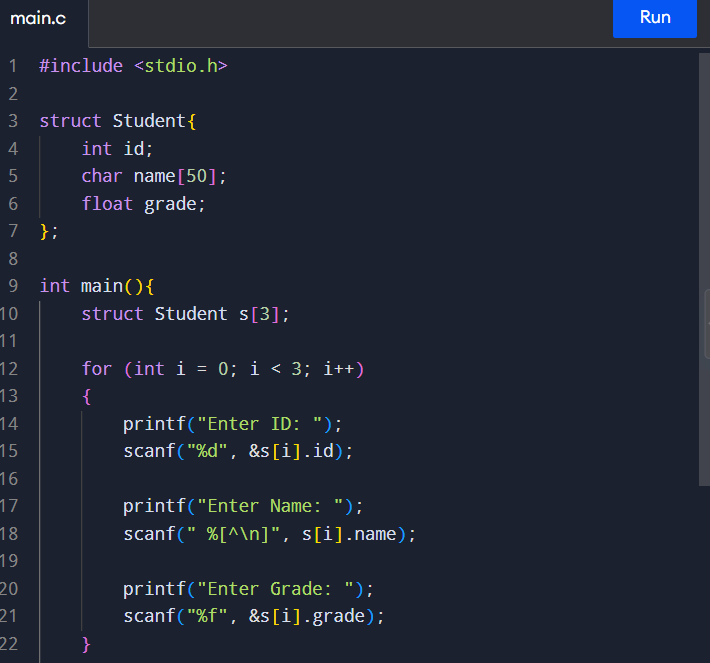 main.c
Run
1 #include <stdio.h>
2
3 struct Student{
4     int id;
5     char name[50];
6     float grade;
7 };
8
9 int main(){
10     struct Student s[3];
11
12     for (int i = 0; i < 3; i++)
13     {
14         printf("Enter ID: ");
15         scanf("%d", &s[i].id);
16
17         printf("Enter Name: ");
18         scanf(" %[^\n]", s[i].name);
19
20         printf("Enter Grade: ");
21         scanf("%f", &s[i].grade);
22     }